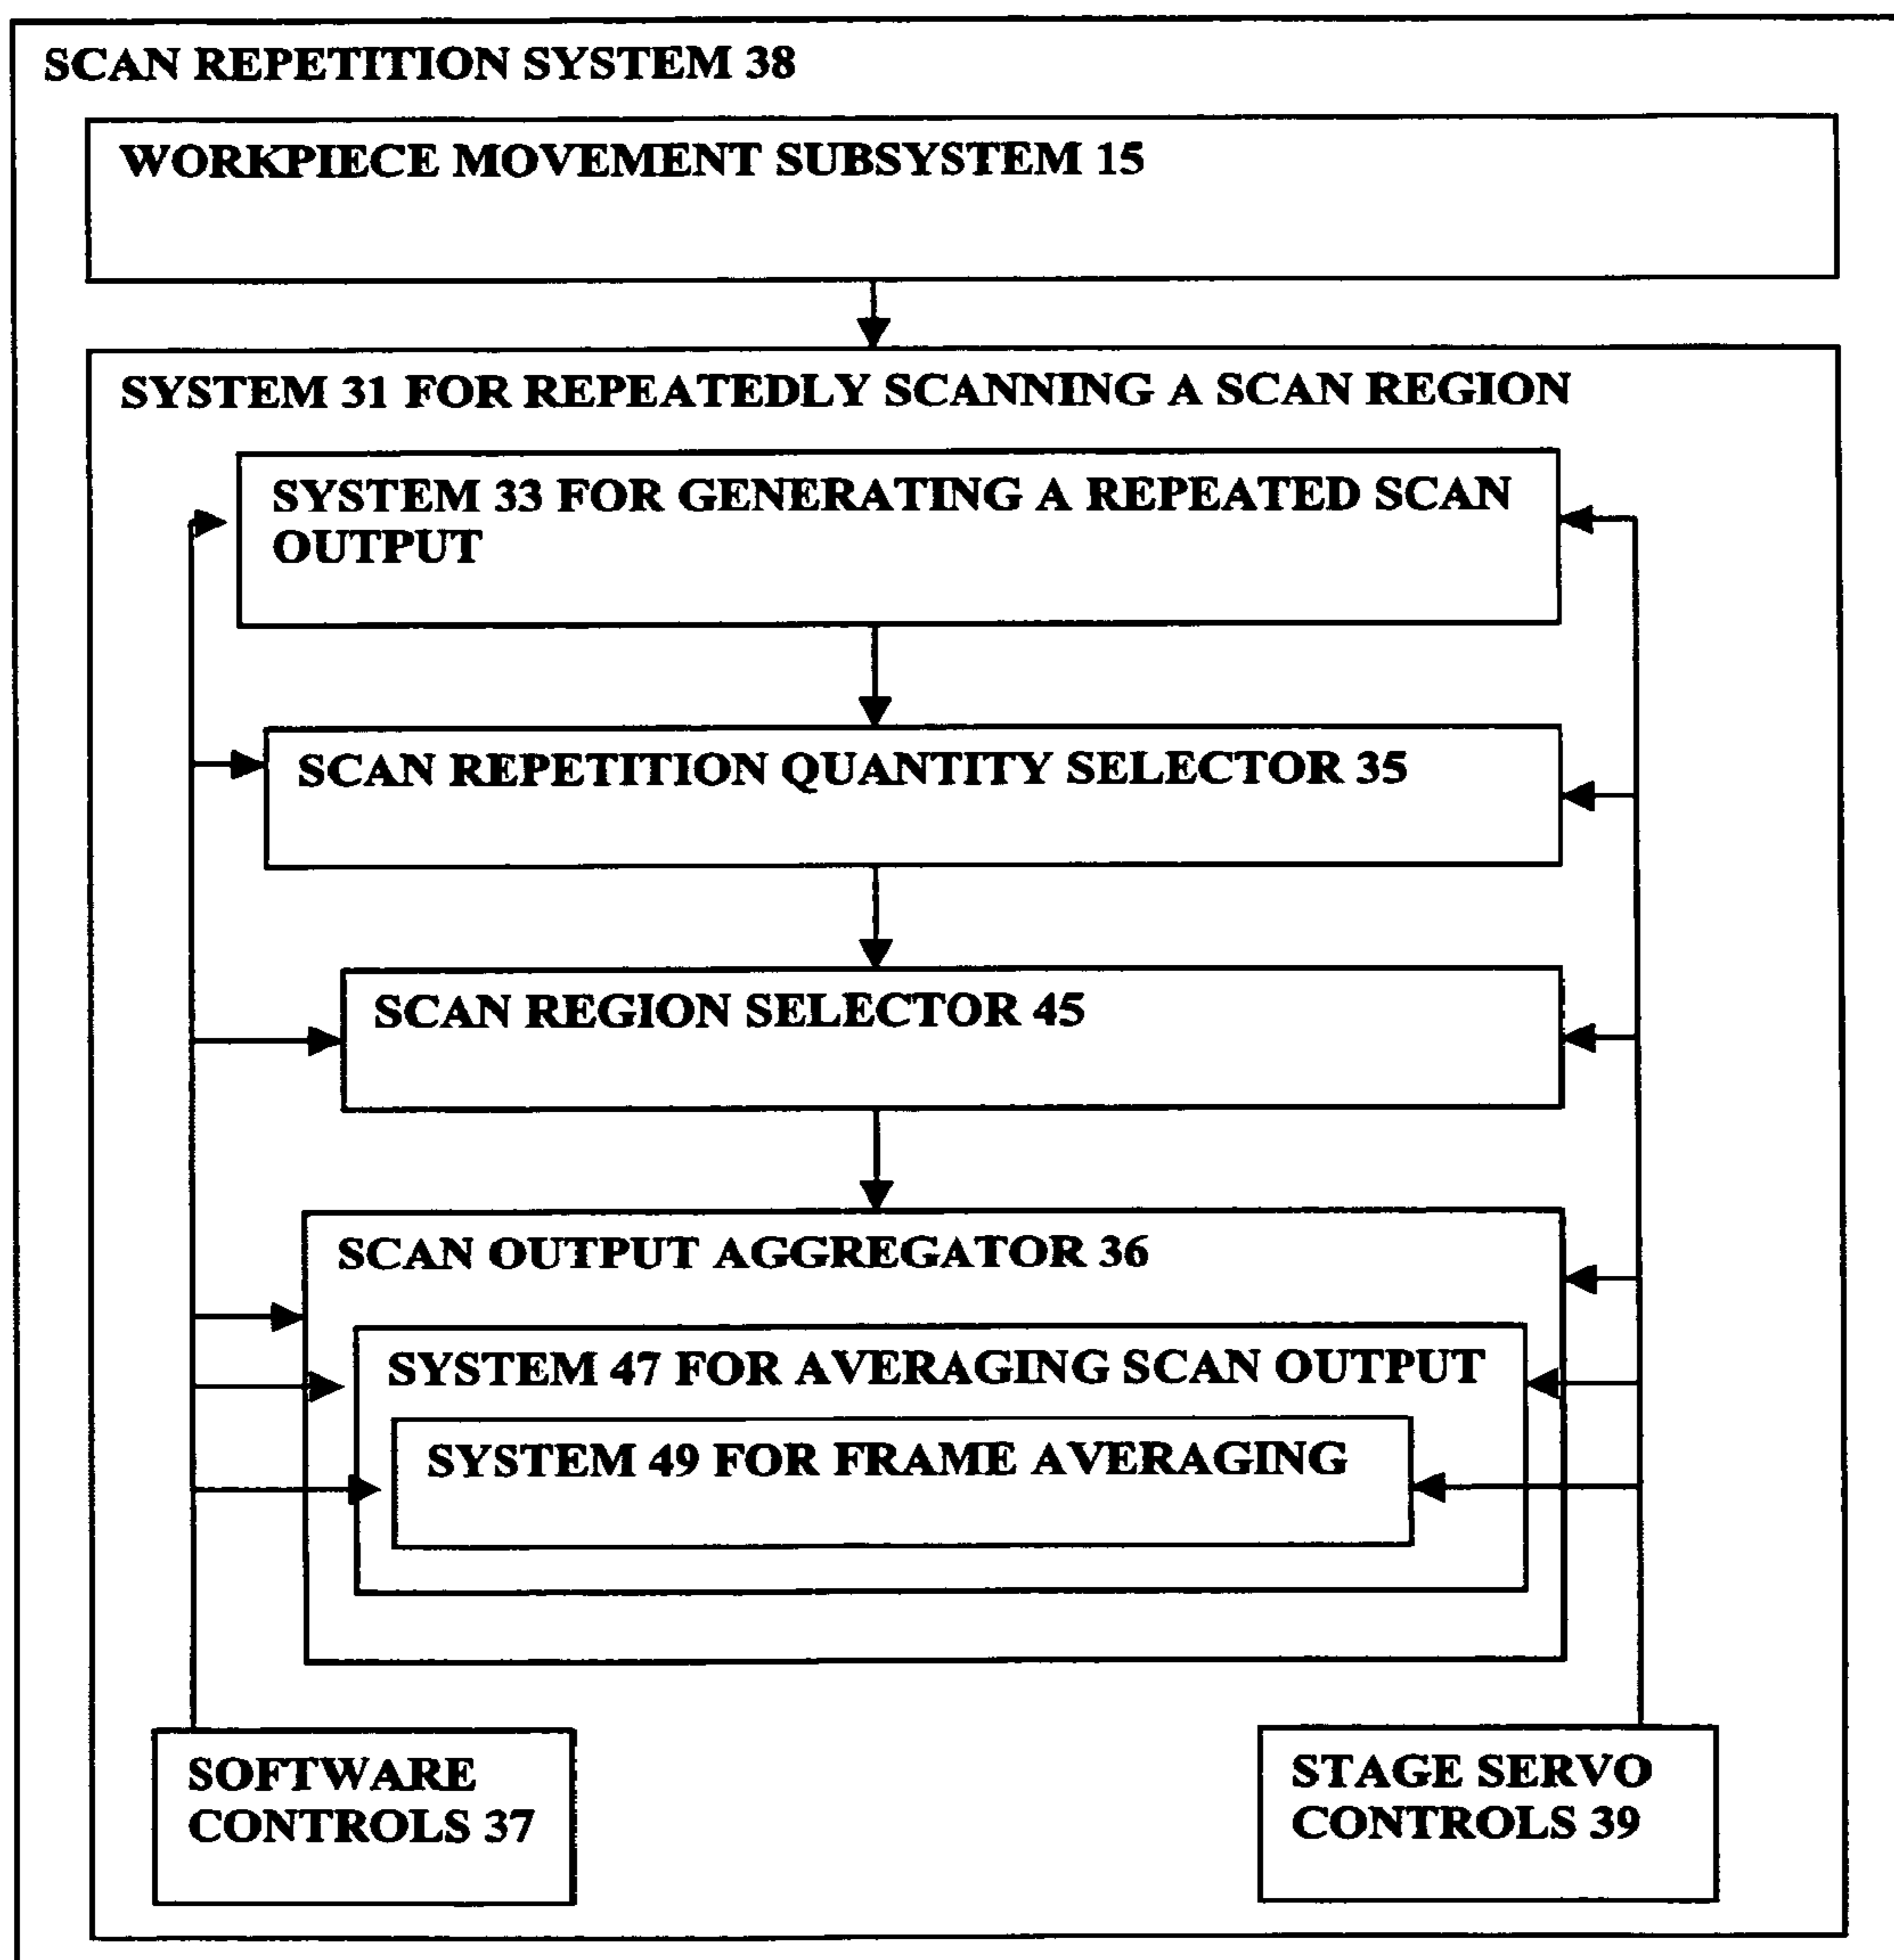 SCAN REPETITION SYSTEM 38
WORKPIECE MOVEMENT SUBSYSTEM 15
SYSTEM 31 FOR REPEATEDLY SCANNING A SCAN REGION
SYSTEM 33 FOR GENERATING A REPEATED SCAN
OUTPUT
SCAN REPETITION QUANTITY SELECTOR 35
SCAN REGION SELECTOR 45
SCAN OUTPUT AGGREGATOR 36
SYSTEM 47 FOR AVERAGING SCAN OUTPUT
SYSTEM 49 FOR FRAME AVERAGING
SOFTWARE
CONTROLS 37
STAGE SERVO
CONTROLS 39